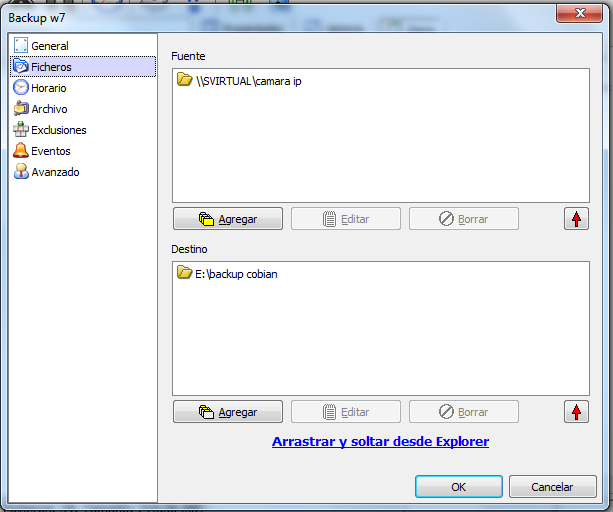 Backup w7
General
Ficheros
Horario
Archivo
Exclusiones
Eventos
Avanzado
Fuente
\\SVIRTUAL\camara ip
Agregar
Editar
Borrar
Destino
E:\backup cobian
Agregar
Editar
Borrar
Arrastrar y soltar desde Explorer
OK
Cancelar